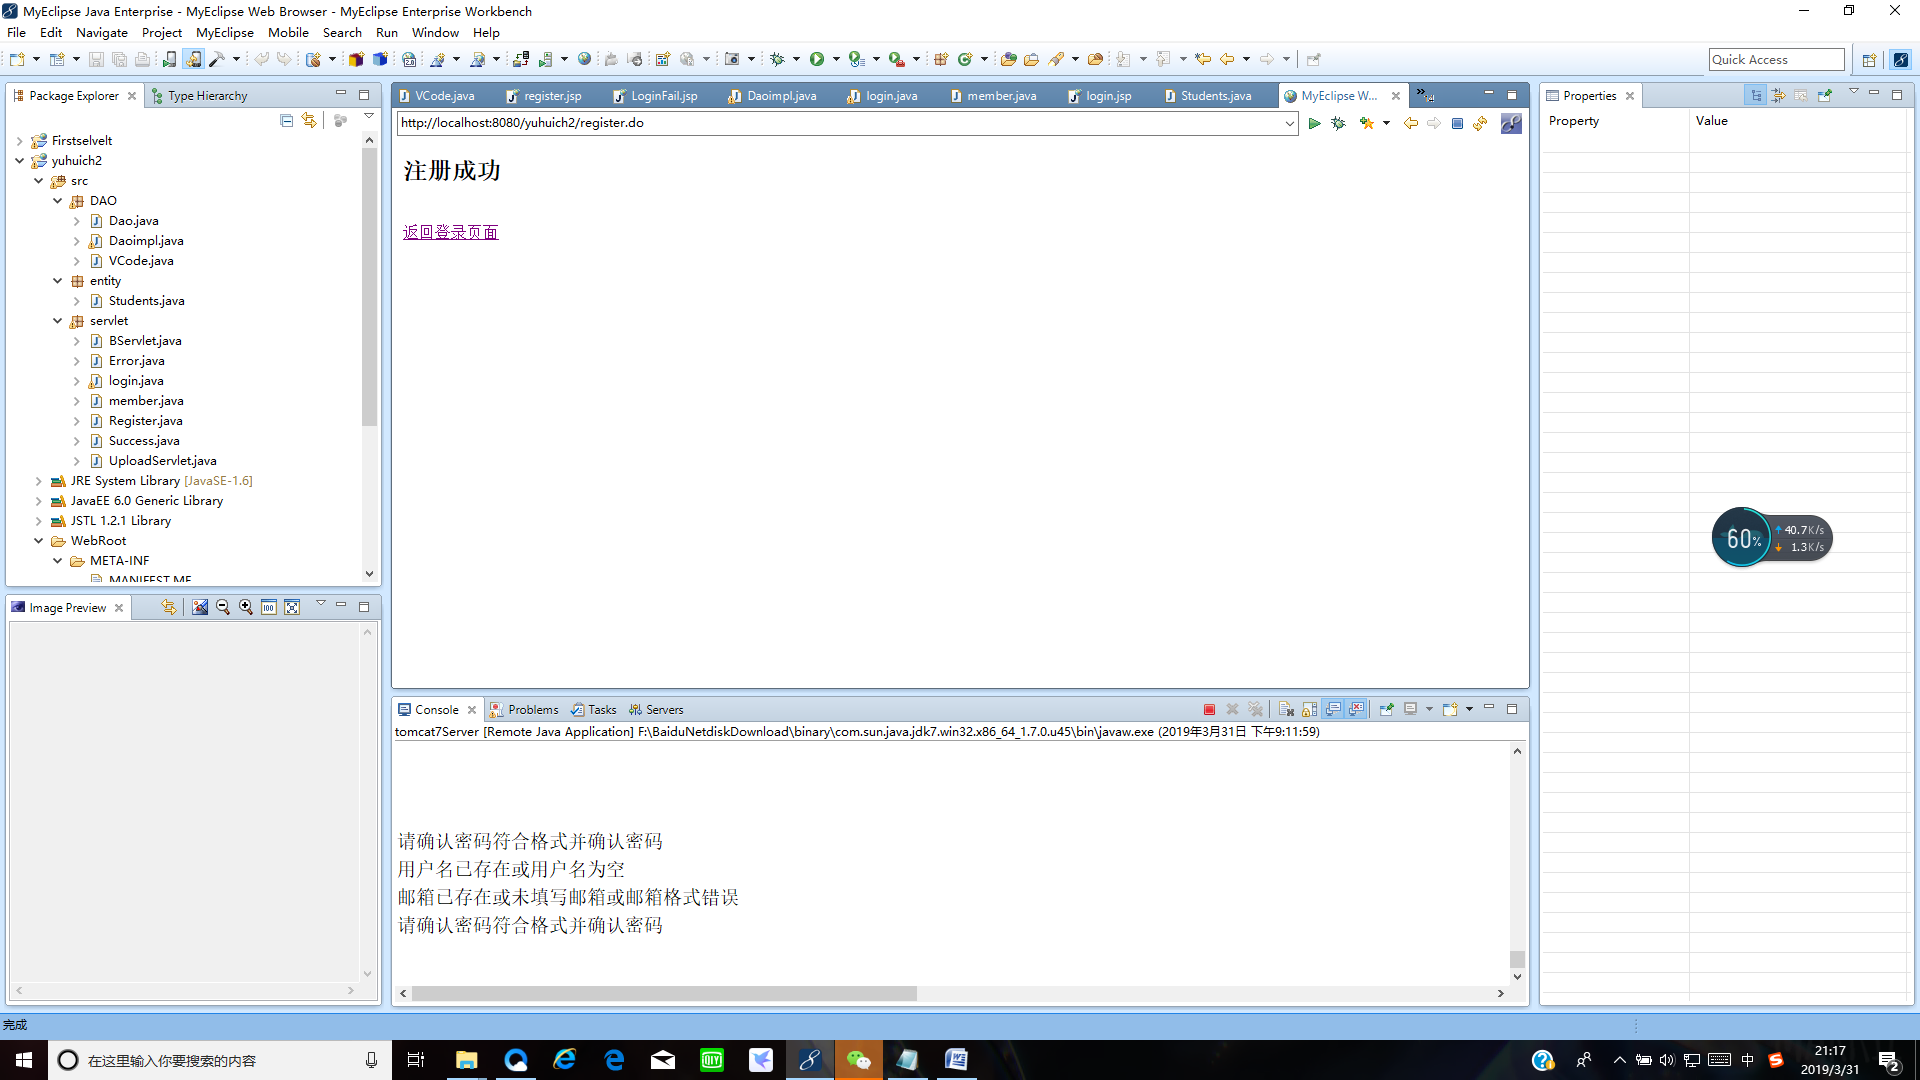 MyEclipse Java Enterprise - MyEclipse Web Browser - MyEclipse Enterprise Workbench
File Edit Navigate Project MyEclipse Mobile Search Run Window Help
Quick Access
Package Explorer
Type Hierarchy
Firstselvelt
yuhuich2
src
DAO
Dao.java
Daoimpl.java
VCode.java
entity
Students.java
servlet
BServlet.java
Error.java
login.java
member.java
Register.java
Success.java
UploadServlet.java
JRE System Library [JavaSE-1.6]
JavaEE 6.0 Generic Library
JSTL 1.2.1 Library
WebRoot
META-INF
MANIFEST.MF
Image Preview
VCode.java register.jsp LoginFail.jsp Daoimpl.java login.java member.java login.jsp Students.java MyEclipse W...
http://localhost:8080/yuhuich2/register.do
注册成功
返回登录页面
Console Problems Tasks Servers
tomcat7Server [Remote Java Application] F:\BaiduNetdiskDownload\binary\com.sun.java.jdk7.win32.x86_64_1.7.0.u45\bin\javaw.exe (2019年3月31日 下午9:11:59)
请确认密码符合格式并确认密码
用户名已存在或用户名为空
邮箱已存在或未填写邮箱或邮箱格式错误
请确认密码符合格式并确认密码
Properties
Property Value
60%
40.7K/s
1.3K/s
完成
在这里输入你要搜索的内容
中
21:17
2019/3/31
2